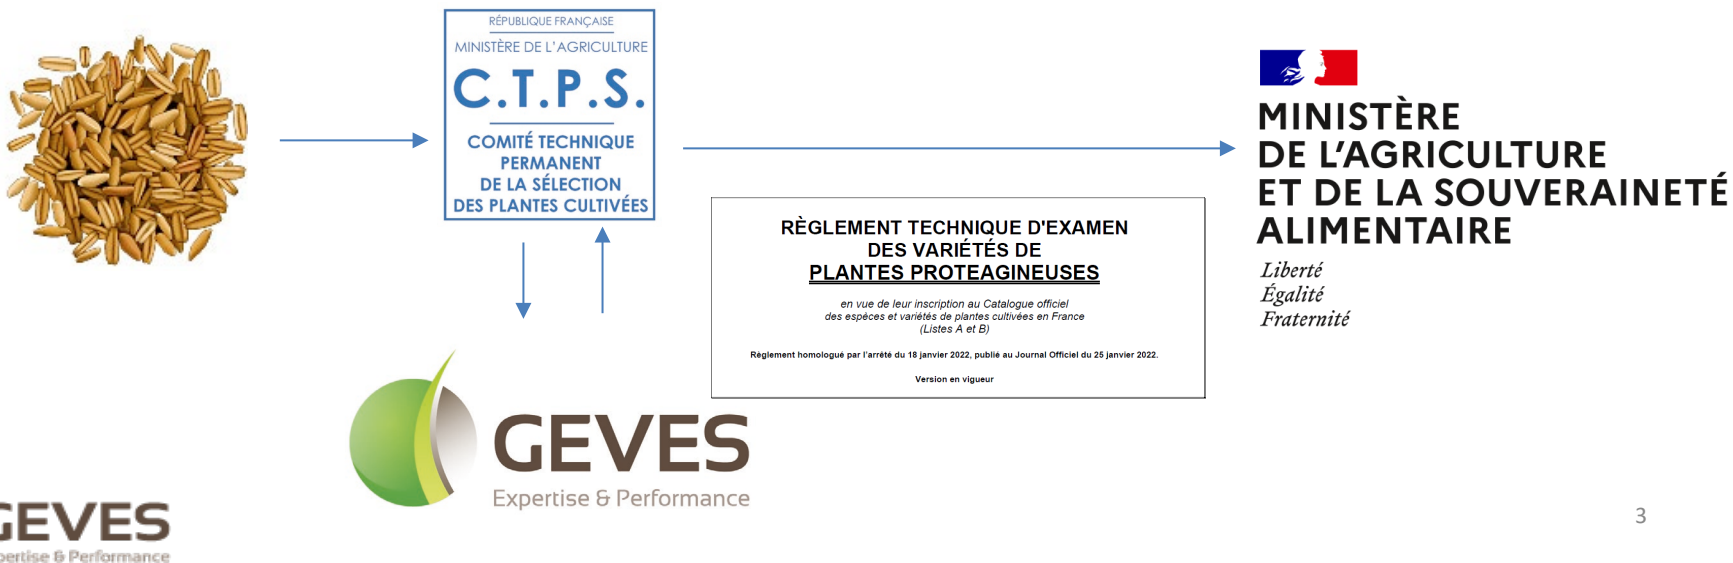 RÉPUBLIQUE FRANÇAISE
MINISTÈRE DE L'AGRICULTURE
C.T.P.S.
COMITÉ TECHNIQUE
PERMANENT
DE LA SÉLECTION
DES PLANTES CULTIVÉES
MINISTÈRE
DE L'AGRICULTURE
ET DE LA SOUVERAINETÉ
ALIMENTAIRE
Liberté
Égalité
Fraternité
RÈGLEMENT TECHNIQUE D'EXAMEN
DES VARIÉTÉS DE
PLANTES PROTEAGINEUSES
en vue de leur inscription au Catalogue officiel
des espèces et variétés de plantes cultivées en France
(Listes A et B)
Règlement homologué par l'arrêté du 18 janvier 2022, publié au Journal Officiel du 25 janvier 2022.
Version en vigueur
GEVES
Expertise & Performance
GEVES
pertise & Performance
3